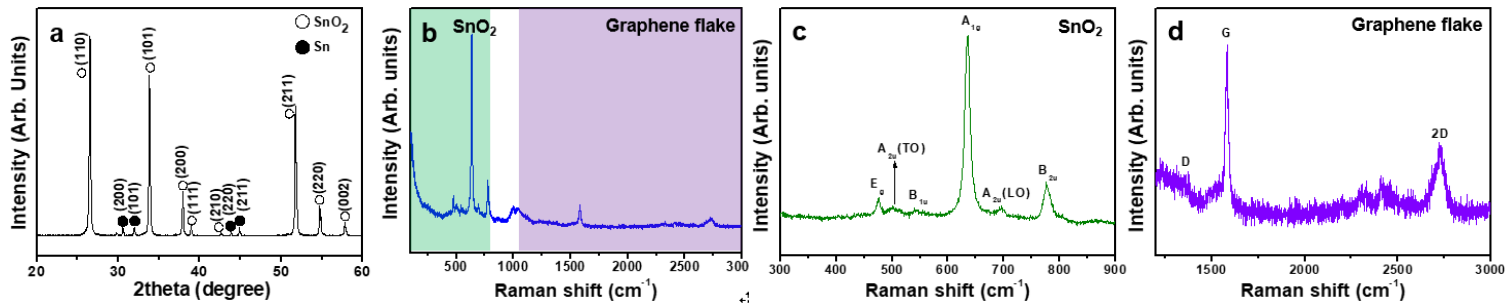 a
SnO2
Sn
(110)
(200)
(101)
(101)
(200)
(111)
(210)
(220)
(211)
(211)
(220)
(002)
Intensity (Arb. Units)
20 30 40 50 60
2theta (degree)
b
SnO2
Graphene flake
Intensity (Arb. units)
500 1000 1500 2000 2500 3000
Raman shift (cm-1)
c
SnO2
A1g
A2u(TO)
Eg
B1u
A2u(LO)
B2u
Intensity (Arb. units)
300 400 500 600 700 800 900
Raman shift (cm-1)
d
Graphene flake
G
D
2D
Intensity (Arb. units)
1500 2000 2500 3000
Raman shift (cm-1)